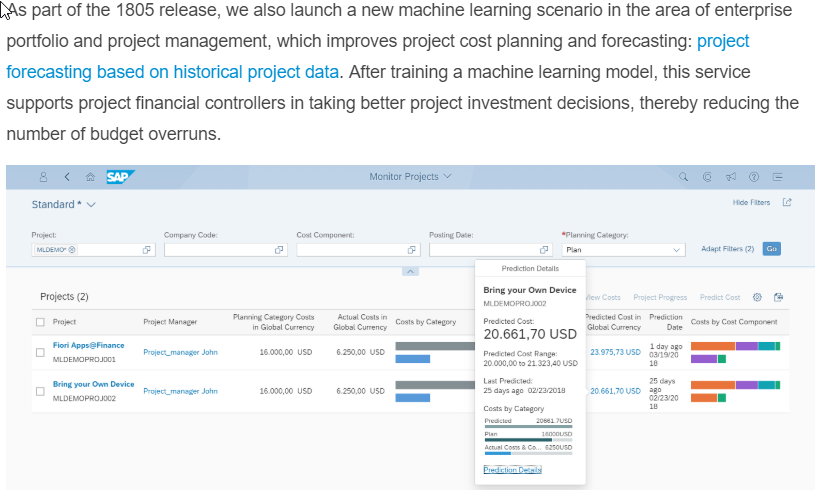 As part of the 1805 release, we also launch a new machine learning scenario in the area of enterprise
portfolio and project management, which improves project cost planning and forecasting: project
forecasting based on historical project data. After training a machine learning model, this service
supports project financial controllers in taking better project investment decisions, thereby reducing the
number of budget overruns.
SAP
Monitor Projects
Standard *
Hide Filters
Project: Company Code: Cost Component: Posting Date: *Planning Category:
MLDEMO* Plan Adapt Filters (2) Go
Prediction Details
Bring your Own Device
MLDEMOPROJ002
Predicted Cost:
20.661,70 USD
Predicted Cost Range:
20.000,00 to 21.323,40 USD
Last Predicted:
25 days ago 02/23/2018
Costs by Category
Predicted 20661.7USD
Plan 16000USD
Actual Costs & Co... 6250USD
Prediction Details
Projects (2)
View Costs Project Progress Predict Cost
Project Project Manager Planning Category Costs in Global Currency Actual Costs in Global Currency Costs by Category Predicted Cost in Global Currency Prediction Date Costs by Cost Component
Fiori Apps@Finance
MLDEMOPROJ001
Project_manager John 16.000,00 USD 6.250,00 USD 23.975,73 USD
1 day ago
03/19/20
18
Bring your Own Device
MLDEMOPROJ002
Project_manager John 16.000,00 USD 6.250,00 USD 20.661,70 USD
25 days
ago
02/23/20
18